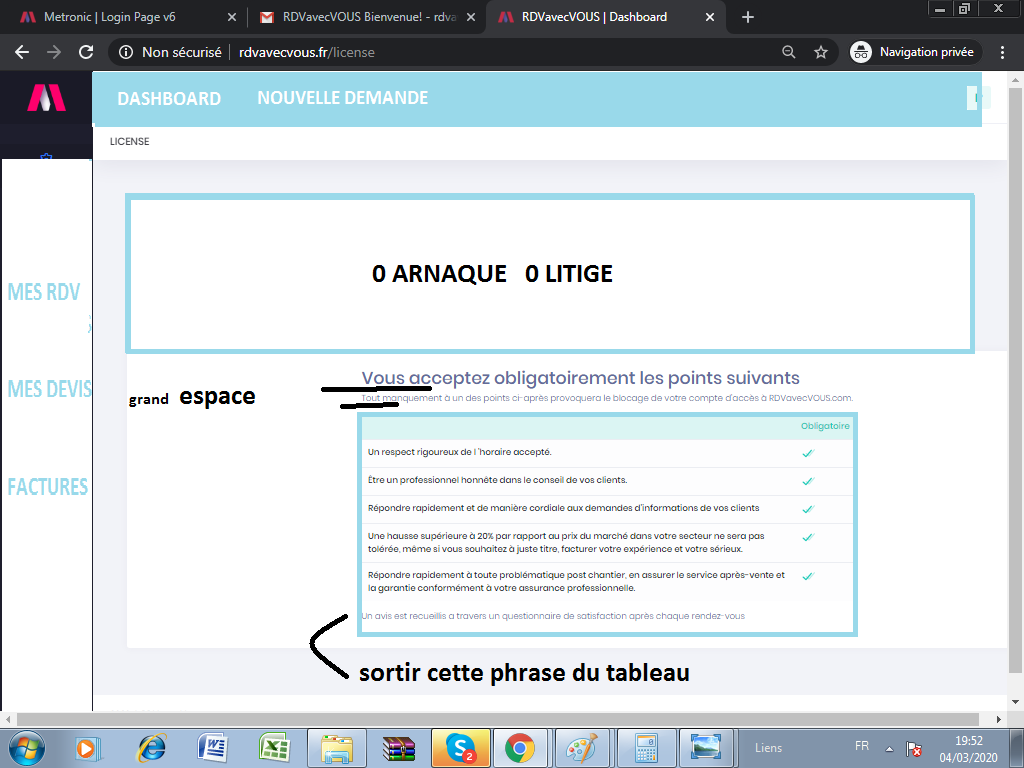 Metronic | Login Page v6
RDVavecVOUS Bienvenue! - rdva
RDVavecVOUS | Dashboard
Non sécurisé
rdvavecvous.fr/license
Navigation privée
DASHBOARD
NOUVELLE DEMANDE
LICENSE
MES RDV
MES DEVIS
FACTURES
0 ARNAQUE 0 LITIGE
grand espace
Vous acceptez obligatoirement les points suivants
Tout manquement à un des points ci-après provoquera le blocage de votre compte d'accès à RDVavecVOUS.com.
Obligatoire
Un respect rigoureux de l 'horaire accepté.
Être un professionnel honnête dans le conseil de vos clients.
Répondre rapidement et de manière cordiale aux demandes d'informations de vos clients
Une hausse supérieure à 20% par rapport au prix du marché dans votre secteur ne sera pas
tolérée, même si vous souhaitez à juste titre, facturer votre expérience et votre sérieux.
Répondre rapidement à toute problématique post chantier, en assurer le service après-vente et
la garantie conformément à votre assurance professionnelle.
Un avis est recueillis a travers un questionnaire de satisfaction après chaque rendez-vous
sortir cette phrase du tableau
2
Liens
FR
19:52
04/03/2020